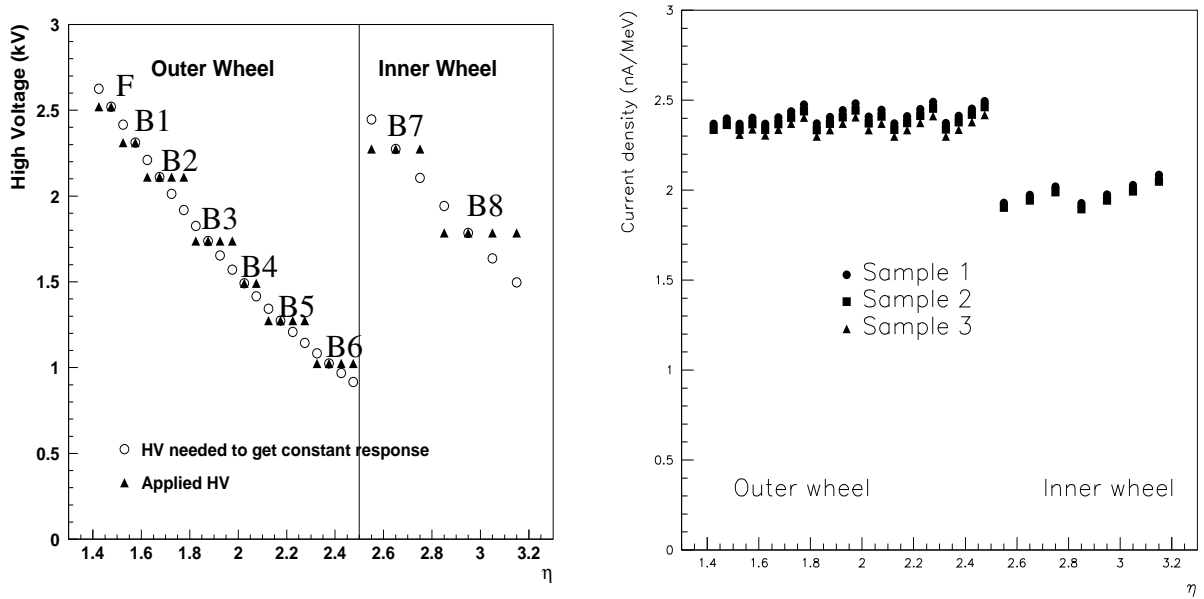 High Voltage (kV)
3
2.5
2
1.5
1
0.5
0
Outer Wheel
Inner Wheel
F
B1
B2
B3
B4
B5
B6
B7
B8
HV needed to get constant response
Applied HV
1.4 1.6 1.8 2 2.2 2.4 2.6 2.8 3 3.2
η
Current density (nA/MeV)
3
2.5
2
1.5
1
0.5
0
Sample 1
Sample 2
Sample 3
Outer wheel
Inner wheel
1.4 1.6 1.8 2 2.2 2.4 2.6 2.8 3 3.2
η